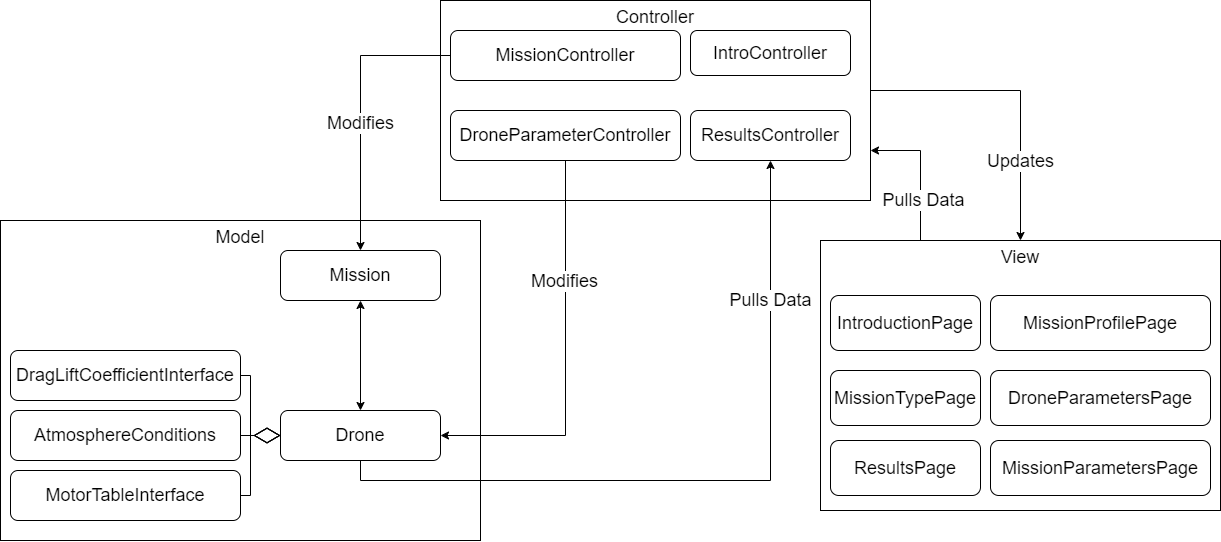 Controller
MissionController
IntroController
DroneParameterController
ResultsController
Modifies
Updates
Pulls Data
Model
Mission
Modifies
Pulls Data
DragLiftCoefficientInterface
AtmosphereConditions
MotorTableInterface
Drone
View
IntroductionPage
MissionProfilePage
MissionTypePage
DroneParametersPage
ResultsPage
MissionParametersPage